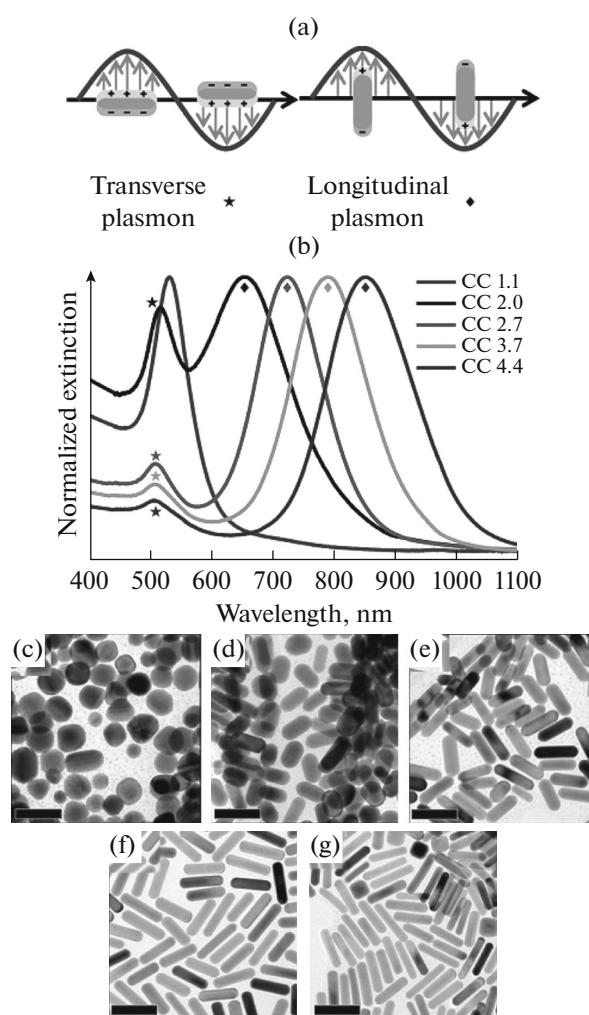 (a)
Transverse
plasmon ★
Longitudinal
plasmon ♦
(b)
Normalized extinction
CC 1.1
CC 2.0
CC 2.7
CC 3.7
CC 4.4
400 500 600 700 800 900 1000 1100
Wavelength, nm
(c) (d) (e)
(f) (g)